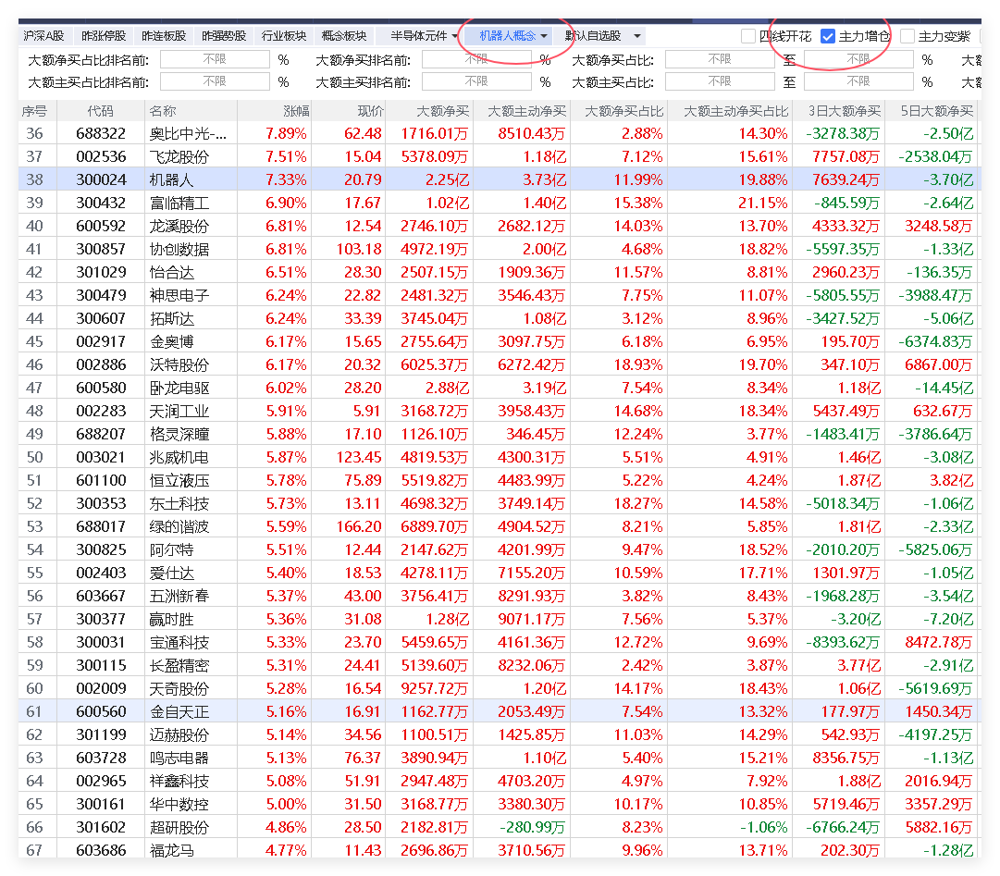 沪深A股 昨涨停股 昨连板股 昨强势股 行业板块 概念板块 半导体元件 机器人概念 默认自选股 四线开花 主力增仓 主力变紫
大额净买占比排名前: 不限 % 大额净买排名前: 不限 % 大额净买占比: 不限 至 不限 % 大
大额主买占比排名前: 不限 % 大额主买排名前: 不限 % 大额主买占比: 不限 至 不限 % 大
序号 代码 名称 涨幅 现价 大额净买 大额主动净买 大额净买占比 大额主动净买占比 3日大额净买 5日大额净买
36 688322 奥比中光-... 7.89% 62.48 1716.01万 8510.43万 2.88% 14.30% -3278.38万 -2.50亿
37 002536 飞龙股份 7.51% 15.04 5378.09万 1.18亿 7.12% 15.61% 7757.08万 -2538.04万
38 300024 机器人 7.33% 20.79 2.25亿 3.73亿 11.99% 19.88% 7639.24万 -3.70亿
39 300432 富临精工 6.90% 17.67 1.02亿 1.40亿 15.38% 21.15% -845.59万 -2.64亿
40 600592 龙溪股份 6.81% 12.54 2746.10万 2682.12万 14.03% 13.70% 4333.32万 3248.58万
41 300857 协创数据 6.81% 103.18 4972.19万 2.00亿 4.68% 18.82% -5597.35万 -1.33亿
42 301029 怡合达 6.51% 28.30 2507.15万 1909.36万 11.57% 8.81% 2960.23万 -136.35万
43 300479 神思电子 6.24% 22.82 2481.32万 3546.43万 7.75% 11.07% -5805.55万 -3988.47万
44 300607 拓斯达 6.24% 33.39 3745.04万 1.08亿 3.12% 8.96% -3427.52万 -5.06亿
45 002917 金奥博 6.17% 15.65 2755.64万 3097.75万 6.18% 6.95% 195.70万 -6374.83万
46 002886 沃特股份 6.17% 20.32 6025.37万 6272.42万 18.93% 19.70% 347.10万 6867.00万
47 600580 卧龙电驱 6.02% 28.20 2.88亿 3.19亿 7.54% 8.34% 1.18亿 -14.45亿
48 002283 天润工业 5.91% 5.91 3168.72万 3958.43万 14.68% 18.34% 5437.49万 632.67万
49 688207 格灵深瞳 5.88% 17.10 1126.10万 346.45万 12.24% 3.77% -1483.41万 -3786.64万
50 003021 兆威机电 5.87% 123.45 4819.53万 4300.31万 5.51% 4.91% 1.46亿 -3.08亿
51 601100 恒立液压 5.78% 75.89 5519.82万 4483.99万 5.22% 4.24% 1.87亿 3.82亿
52 300353 东土科技 5.73% 13.11 4698.32万 3749.14万 18.27% 14.58% -5018.34万 -1.06亿
53 688017 绿的谐波 5.59% 166.20 6889.70万 4904.52万 8.21% 5.85% 1.81亿 -2.33亿
54 300825 阿尔特 5.51% 12.44 2147.62万 4201.99万 9.47% 18.52% -2010.20万 -5825.06万
55 002403 爱仕达 5.40% 18.53 4278.11万 7155.20万 10.59% 17.71% 1301.97万 -1.05亿
56 603667 五洲新春 5.37% 43.00 3756.41万 8291.93万 3.82% 8.43% -1968.28万 -3.54亿
57 300377 赢时胜 5.36% 31.08 1.28亿 9071.17万 7.56% 5.37% -3.20亿 -7.20亿
58 300031 宝通科技 5.33% 23.70 5459.65万 4161.36万 12.72% 9.69% -8393.62万 8472.78万
59 300115 长盈精密 5.31% 24.41 5139.60万 8232.06万 2.42% 3.87% 3.77亿 -2.91亿
60 002009 天奇股份 5.28% 16.54 9257.72万 1.20亿 14.17% 18.43% 1.06亿 -5619.69万
61 600560 金自天正 5.16% 16.91 1162.77万 2053.49万 7.54% 13.32% 177.97万 1450.34万
62 301199 迈赫股份 5.14% 34.56 1100.51万 1425.85万 11.03% 14.29% 542.93万 -4197.25万
63 603728 鸣志电器 5.13% 76.37 3890.94万 1.10亿 5.40% 15.21% 8356.75万 -1.13亿
64 002965 祥鑫科技 5.08% 51.91 2947.48万 4703.20万 4.97% 7.92% 1.88亿 2016.94万
65 300161 华中数控 5.00% 31.50 3168.77万 3380.30万 10.17% 10.85% 5719.46万 3357.29万
66 301602 超研股份 4.86% 28.50 2182.81万 -280.99万 8.23% -1.06% -6766.24万 5882.16万
67 603686 福龙马 4.77% 11.43 2696.86万 3710.56万 9.96% 13.71% 202.30万 -1.28亿